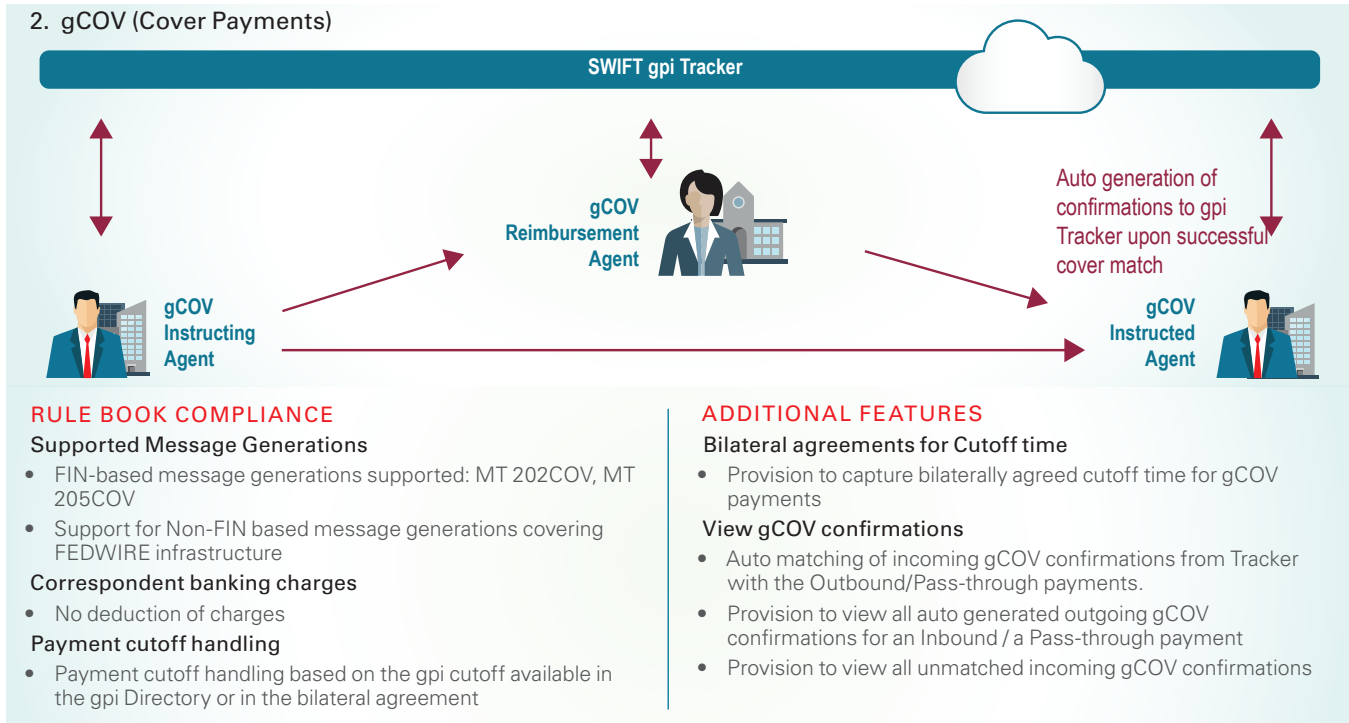 2. gCOV (Cover Payments)
SWIFT gpi Tracker
gCOV
Reimbursement
Agent
Auto generation of
confirmations to gpi
Tracker upon successful
cover match
gCOV
Instructing
Agent
gCOV
Instructed
Agent
RULE BOOK COMPLIANCE
Supported Message Generations
• FIN-based message generations supported: MT 202COV, MT
205COV
• Support for Non-FIN based message generations covering
FEDWIRE infrastructure
Correspondent banking charges
• No deduction of charges
Payment cutoff handling
• Payment cutoff handling based on the gpi cutoff available in
the gpi Directory or in the bilateral agreement
ADDITIONAL FEATURES
Bilateral agreements for Cutoff time
• Provision to capture bilaterally agreed cutoff time for gCOV
payments
View gCOV confirmations
• Auto matching of incoming gCOV confirmations from Tracker
with the Outbound/Pass-through payments.
• Provision to view all auto generated outgoing gCOV
confirmations for an Inbound / a Pass-through payment
• Provision to view all unmatched incoming gCOV confirmations